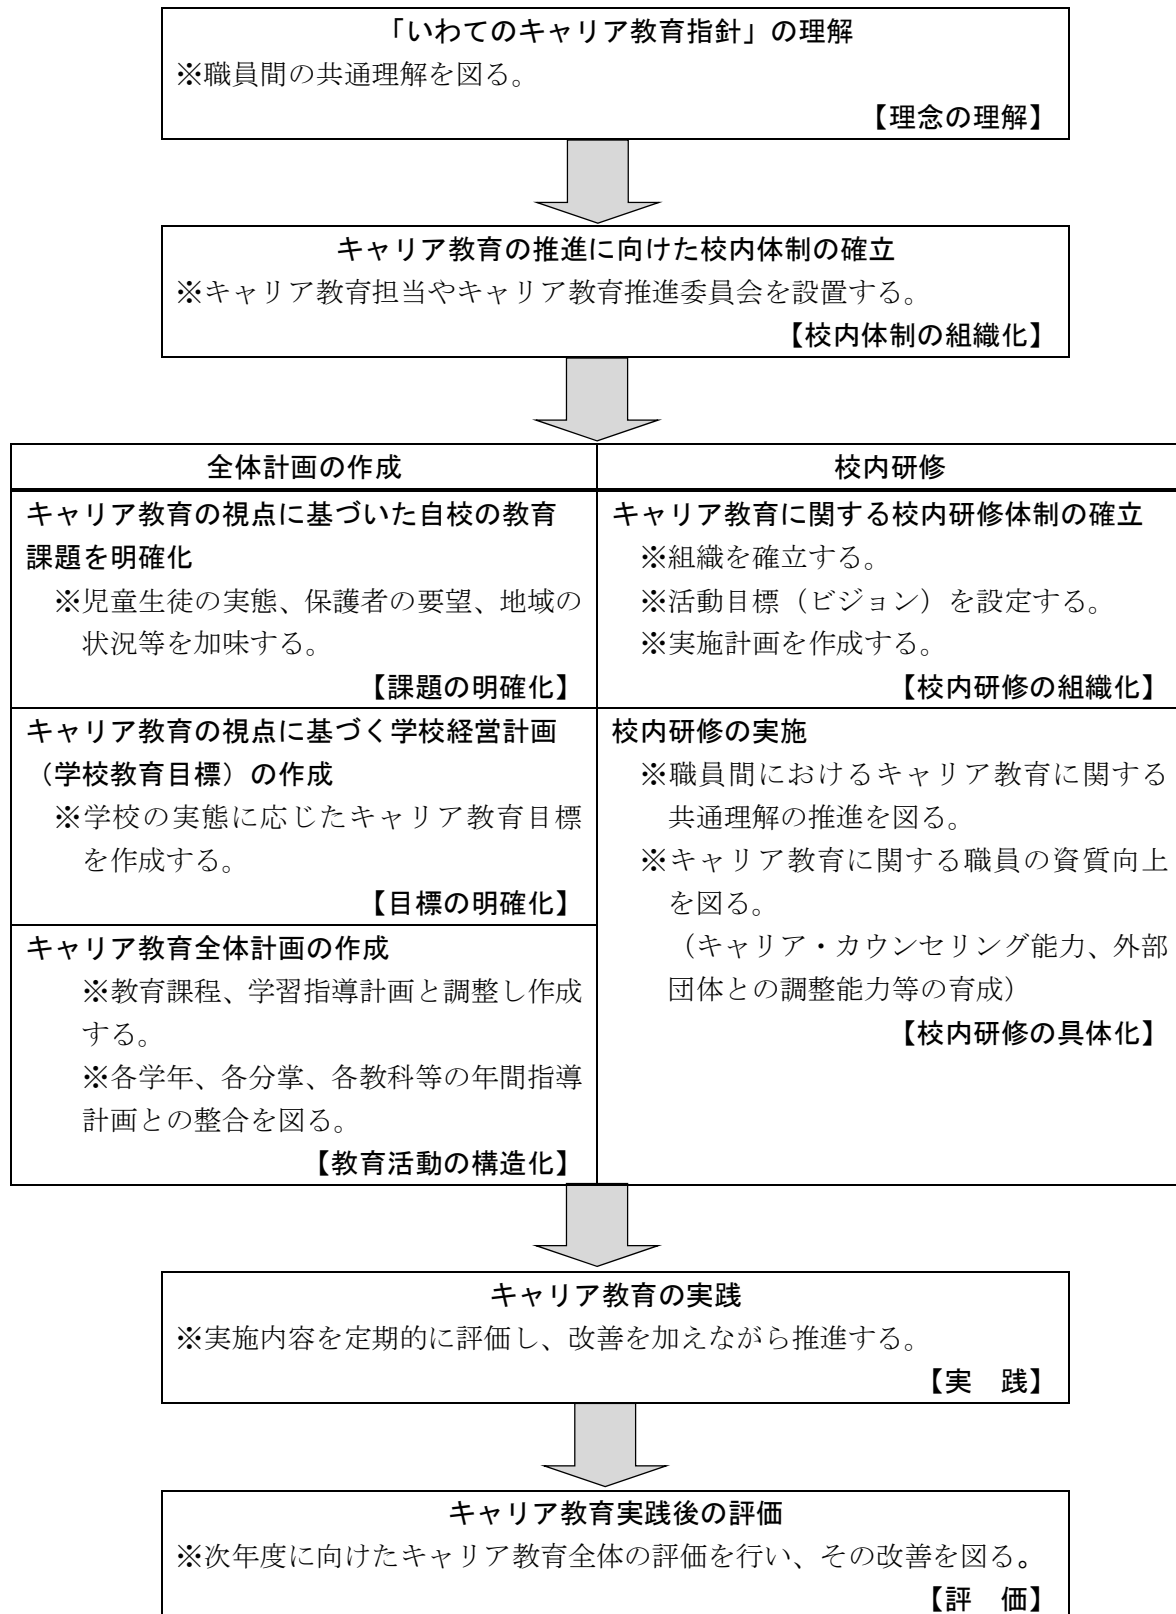 「いわてのキャリア教育指針」の理解
※職員間の共通理解を図る。
【理念の理解】
キャリア教育の推進に向けた校内体制の確立
※キャリア教育担当やキャリア教育推進委員会を設置する。
【校内体制の組織化】
全体計画の作成
キャリア教育の視点に基づいた自校の教育
課題を明確化
※児童生徒の実態、保護者の要望、地域の
状況等を加味する。
【課題の明確化】
キャリア教育の視点に基づく学校経営計画
（学校教育目標）の作成
※学校の実態に応じたキャリア教育目標
を作成する。
【目標の明確化】
キャリア教育全体計画の作成
※教育課程、学習指導計画と調整し作成
する。
※各学年、各分掌、各教科等の年間指導
計画との整合を図る。
【教育活動の構造化】
校内研修
キャリア教育に関する校内研修体制の確立
※組織を確立する。
※活動目標（ビジョン）を設定する。
※実施計画を作成する。
【校内研修の組織化】
校内研修の実施
※職員間におけるキャリア教育に関する
共通理解の推進を図る。
※キャリア教育に関する職員の資質向上
を図る。
（キャリア・カウンセリング能力、外部
団体との調整能力等の育成）
【校内研修の具体化】
キャリア教育の実践
※実施内容を定期的に評価し、改善を加えながら推進する。
【実　践】
キャリア教育実践後の評価
※次年度に向けたキャリア教育全体の評価を行い、その改善を図る。
【評　価】